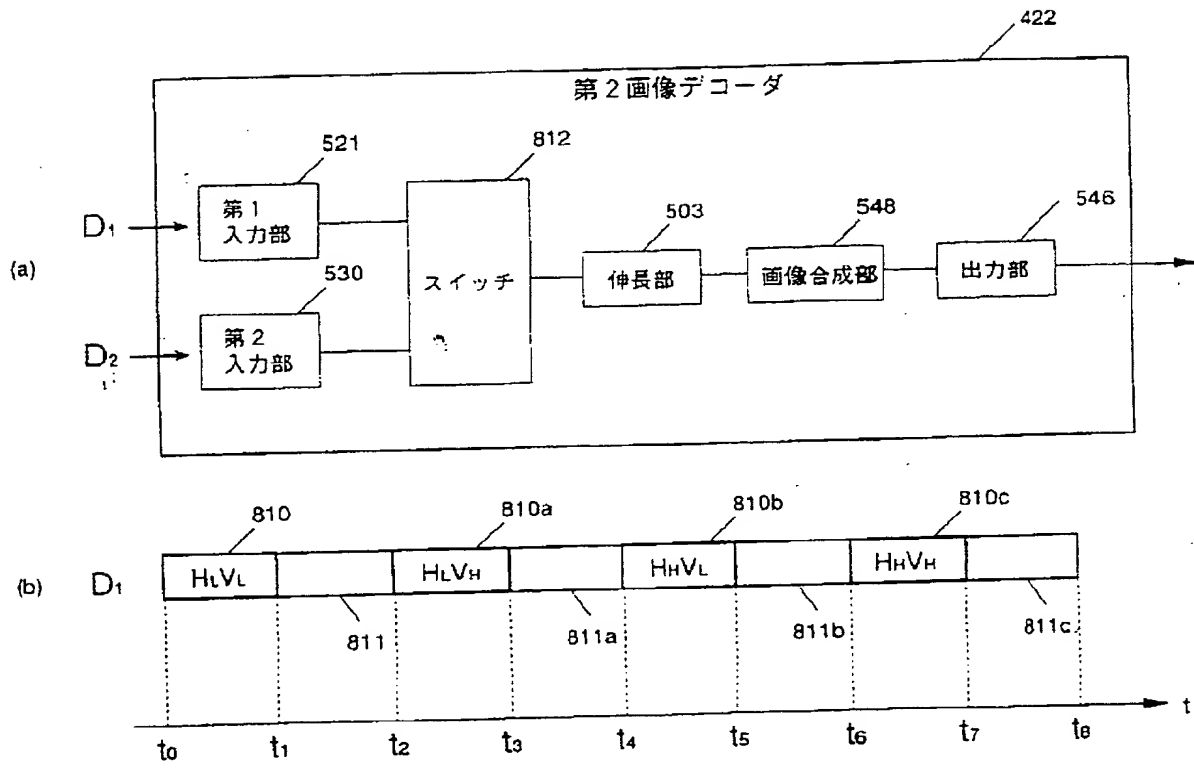 422
第2画像デコーダ
521
812
D1
第1
入力部
スイッチ
503
548
546
(a)
伸長部
画像合成部
出力部
530
D2
第2
入力部
810
810a
810b
810c
(b)
D1
HLVL
HLVH
HHVL
HHVH
811
811a
811b
811c
t
t0
t1
t2
t3
t4
t5
t6
t7
t8